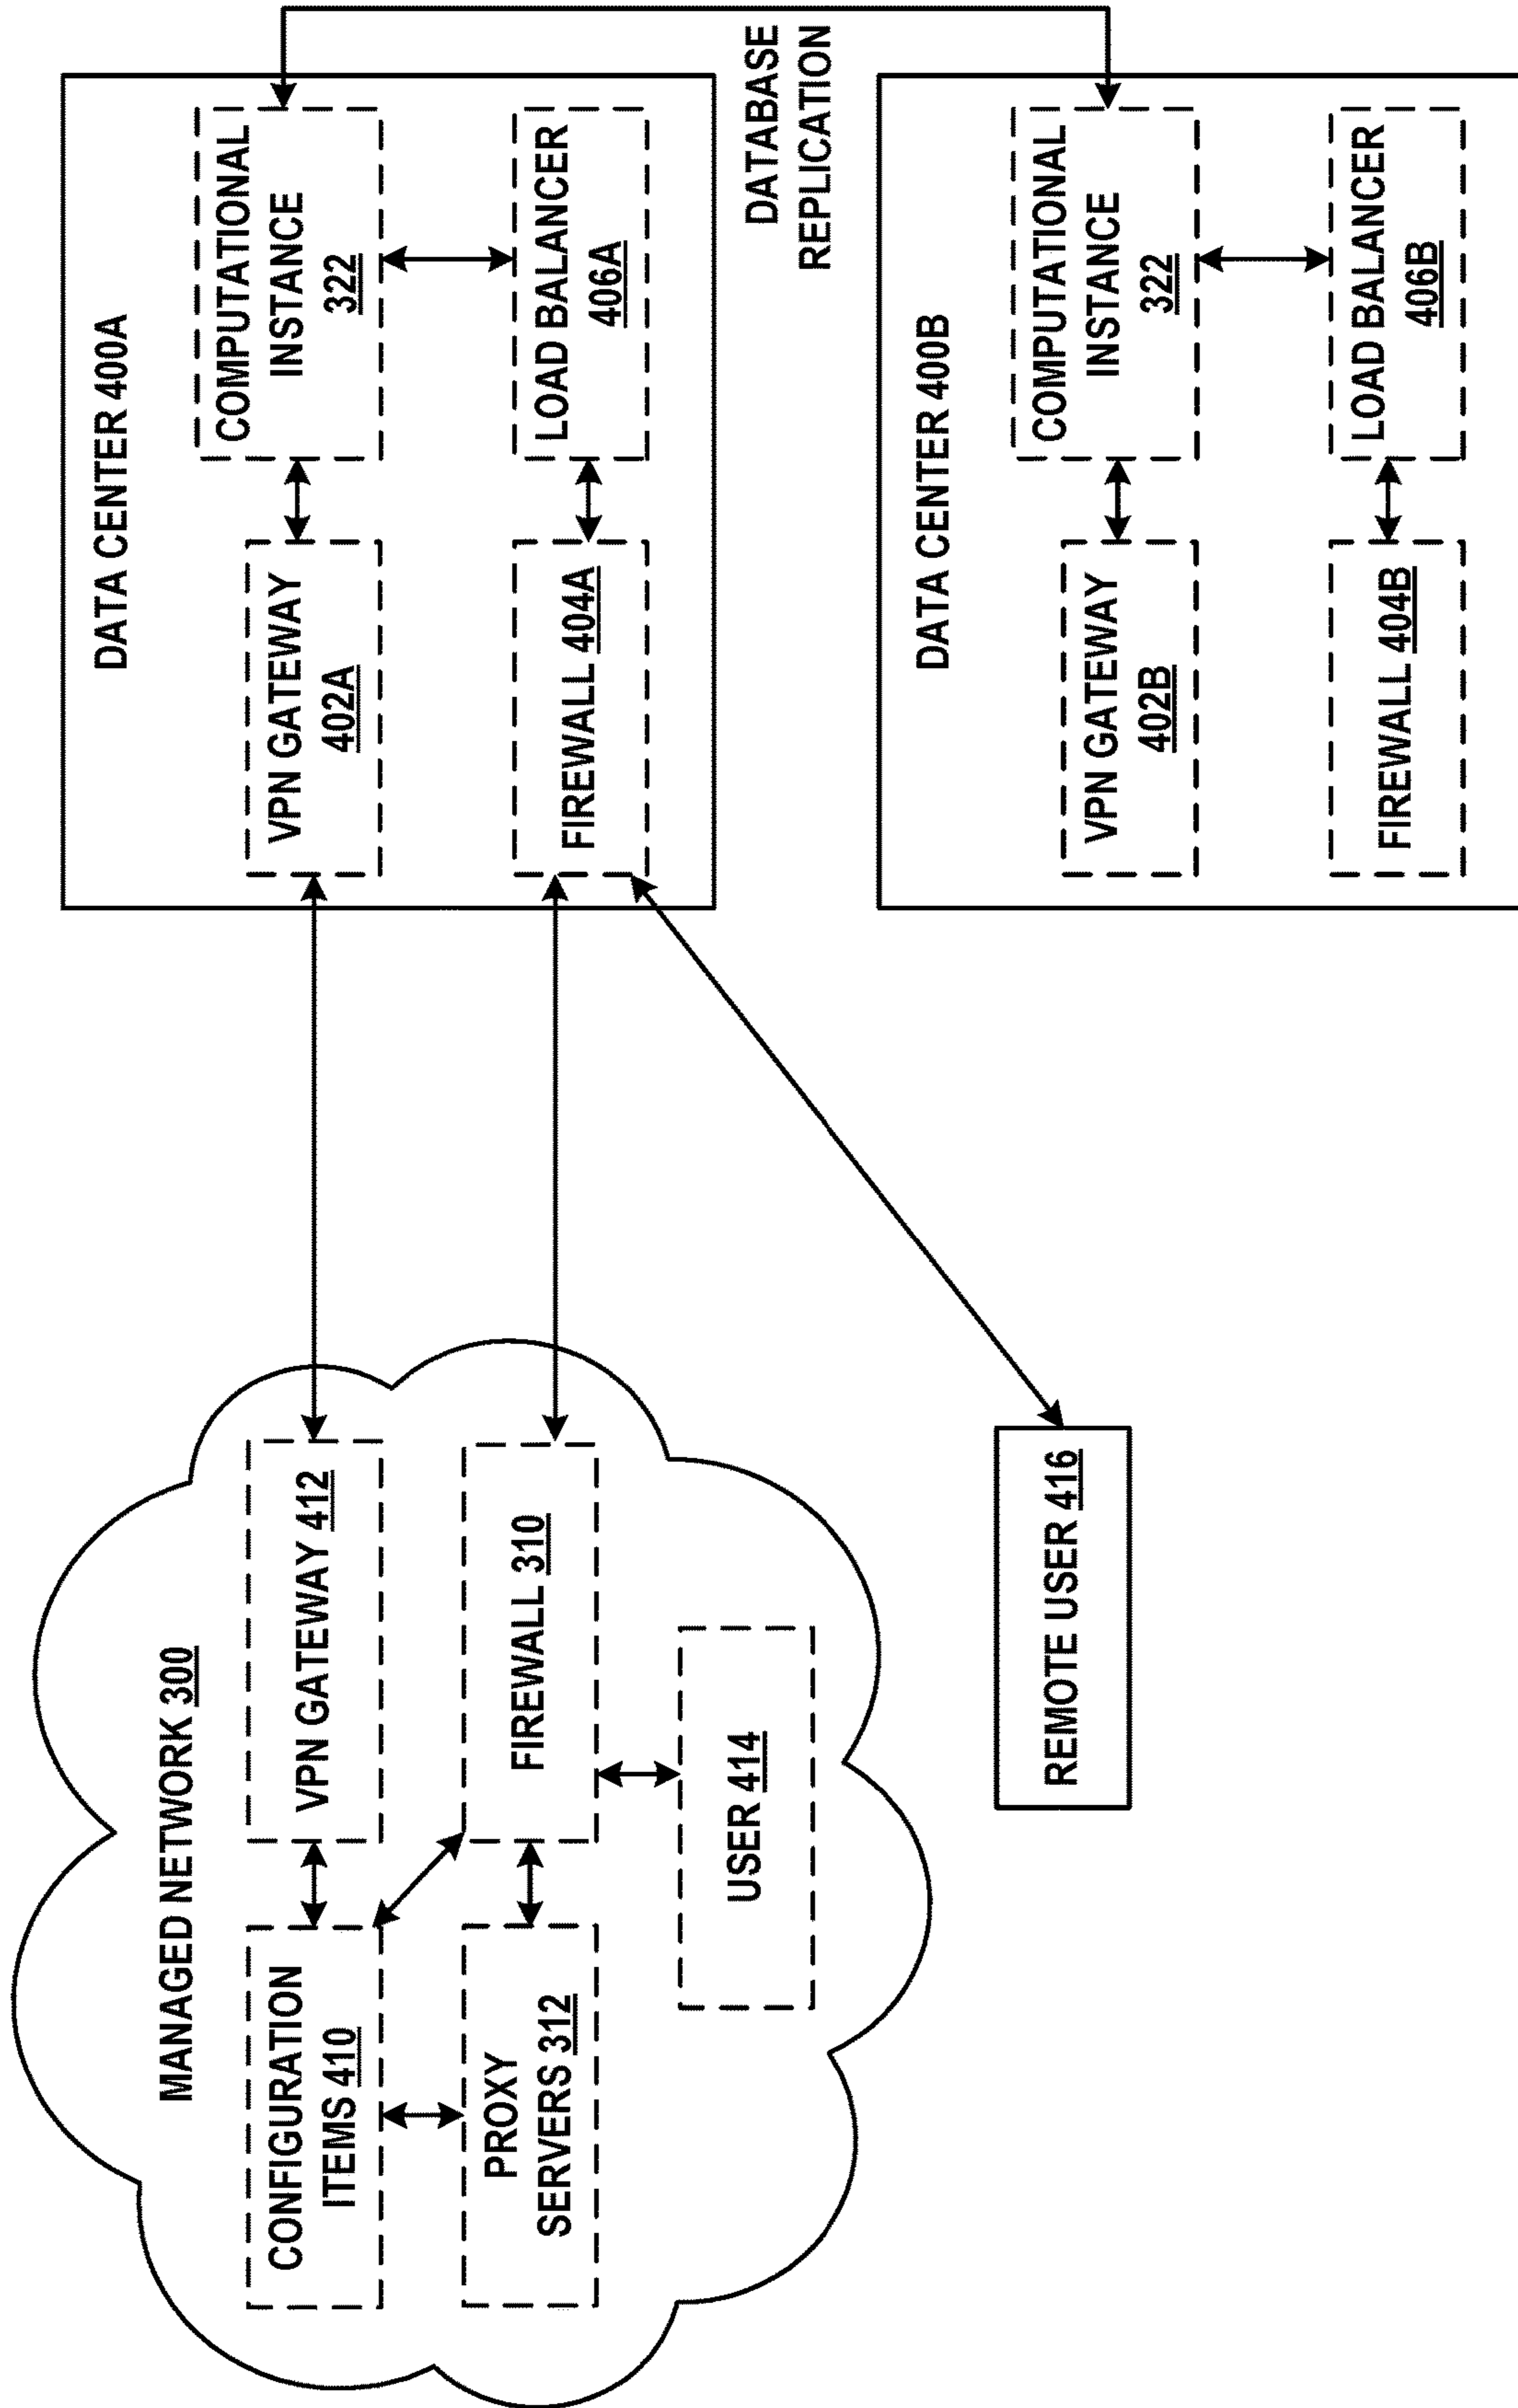 MANAGED NETWORK 300
CONFIGURATION
ITEMS 410
VPN GATEWAY 412
PROXY
SERVERS 312
FIREWALL 310
USER 414
REMOTE USER 416
DATA CENTER 400A
VPN GATEWAY
402A
COMPUTATIONAL
INSTANCE
322
FIREWALL 404A
LOAD BALANCER
406A
DATABASE
REPLICATION
DATA CENTER 400B
VPN GATEWAY
402B
COMPUTATIONAL
INSTANCE
322
FIREWALL 404B
LOAD BALANCER
406B